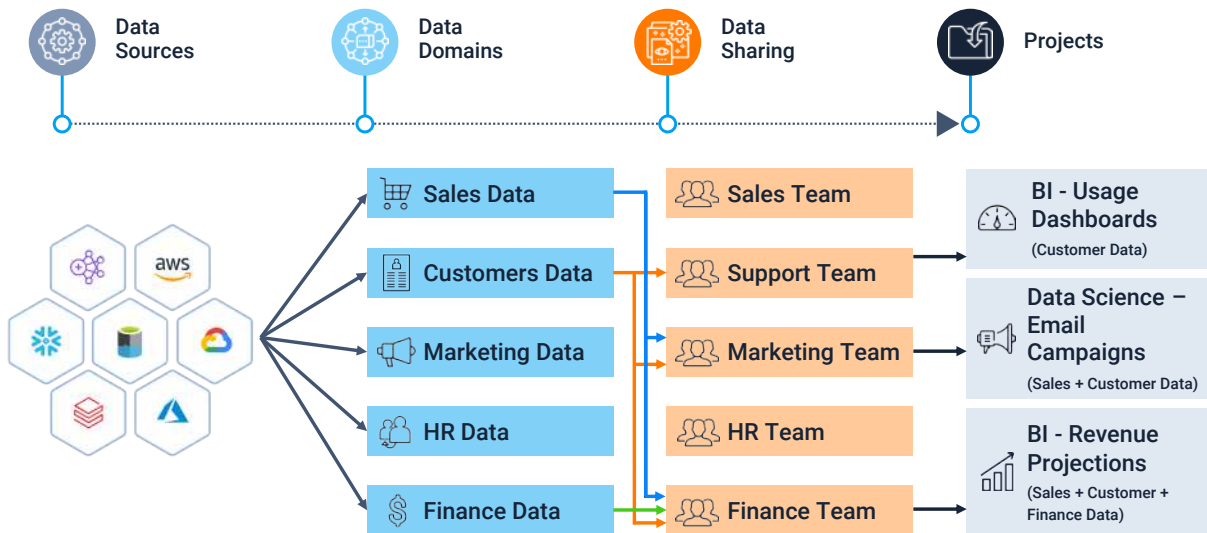 Data
Sources
Data
Domains
Data
Sharing
Projects
aws
Sales Data
Customers Data
Marketing Data
HR Data
Finance Data
Sales Team
Support Team
Marketing Team
HR Team
Finance Team
BI - Usage
Dashboards
(Customer Data)
Data Science –
Email
Campaigns
(Sales + Customer Data)
BI - Revenue
Projections
(Sales + Customer +
Finance Data)